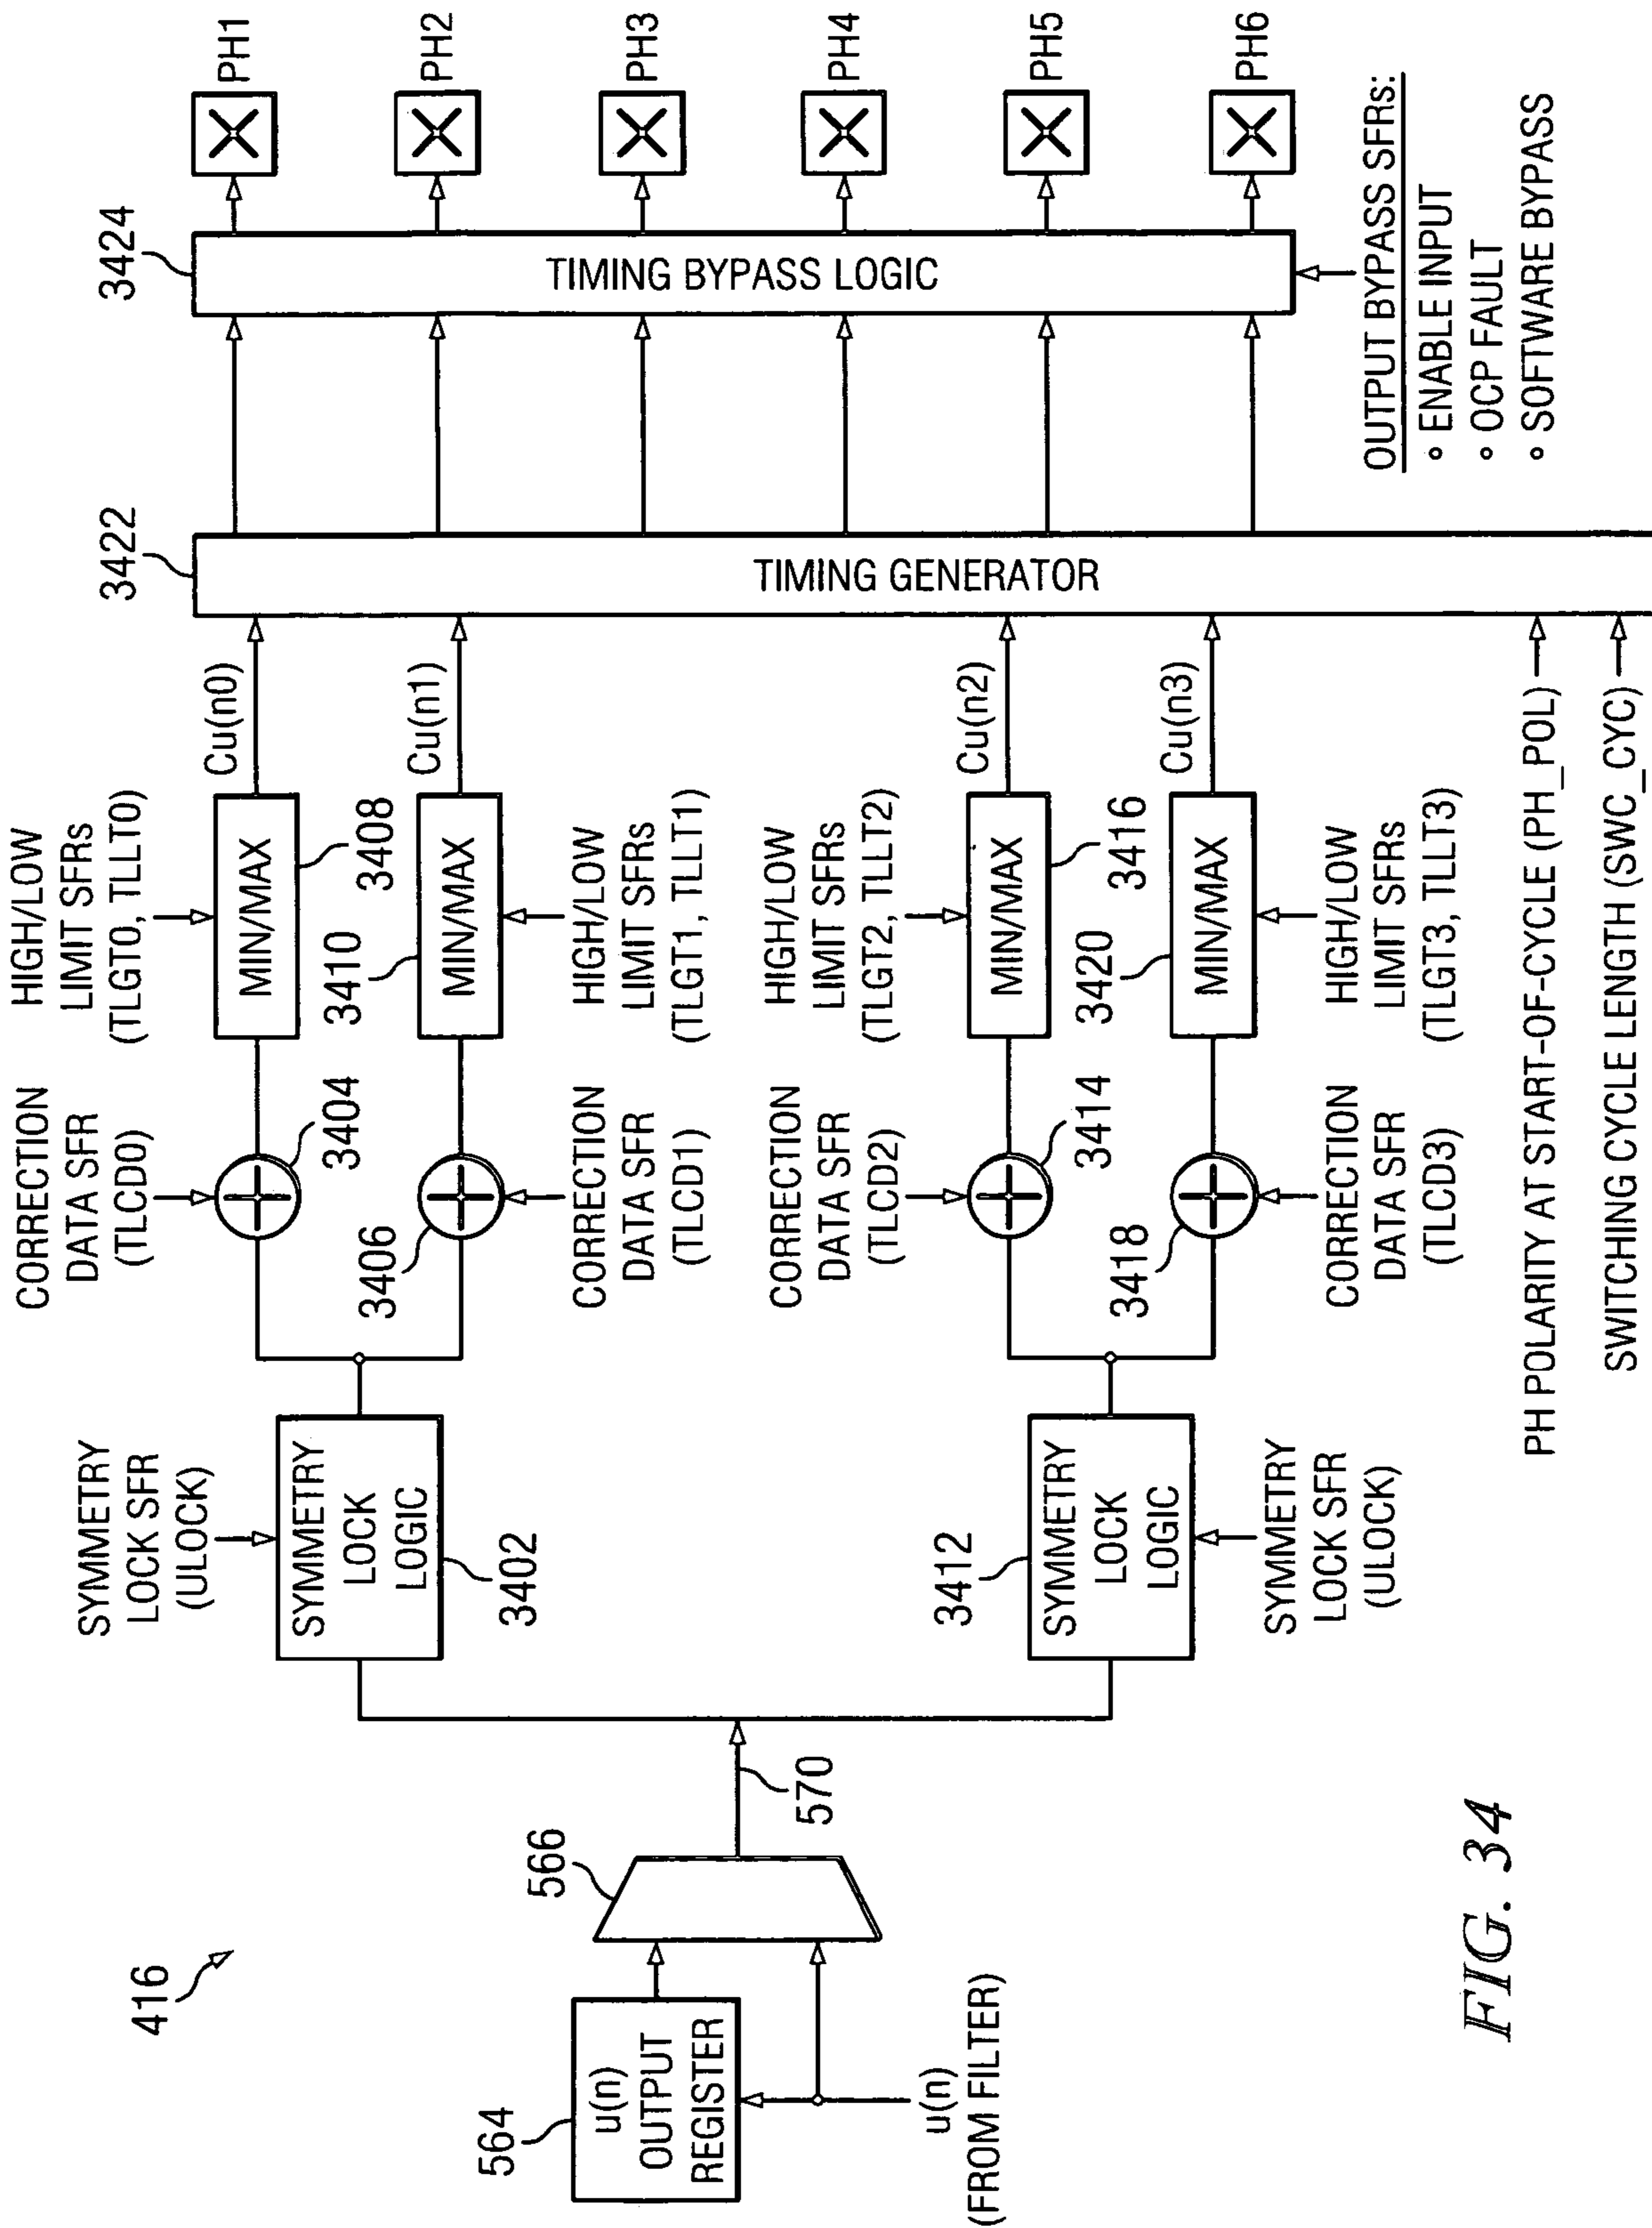 416
564
u(n)
OUTPUT
REGISTER
u(n)
(FROM FILTER)
566
570
SYMMETRY
LOCK SFR
(ULOCK)
SYMMETRY
LOCK
LOGIC
3402
3412
SYMMETRY
LOCK
LOGIC
SYMMETRY
LOCK SFR
(ULOCK)
CORRECTION
DATA SFR
(TLCD0)
3404
3406
CORRECTION
DATA SFR
(TLCD1)
CORRECTION
DATA SFR
(TLCD2)
3414
3418
CORRECTION
DATA SFR
(TLCD3)
HIGH/LOW
LIMIT SFRs
(TLGT0, TLLT0)
MIN/MAX
3408
3410
MIN/MAX
HIGH/LOW
LIMIT SFRs
(TLGT1, TLLT1)
HIGH/LOW
LIMIT SFRs
(TLGT2, TLLT2)
MIN/MAX
3416
3420
MIN/MAX
HIGH/LOW
LIMIT SFRs
(TLGT3, TLLT3)
Cu(n0)
Cu(n1)
Cu(n2)
Cu(n3)
PH POLARITY AT START-OF-CYCLE (PH_POL)
SWITCHING CYCLE LENGTH (SWC_CYC)
3422
TIMING GENERATOR
3424
TIMING BYPASS LOGIC
OUTPUT BYPASS SFRs:
° ENABLE INPUT
° OCP FAULT
° SOFTWARE BYPASS
PH1
PH2
PH3
PH4
PH5
PH6
FIG. 34